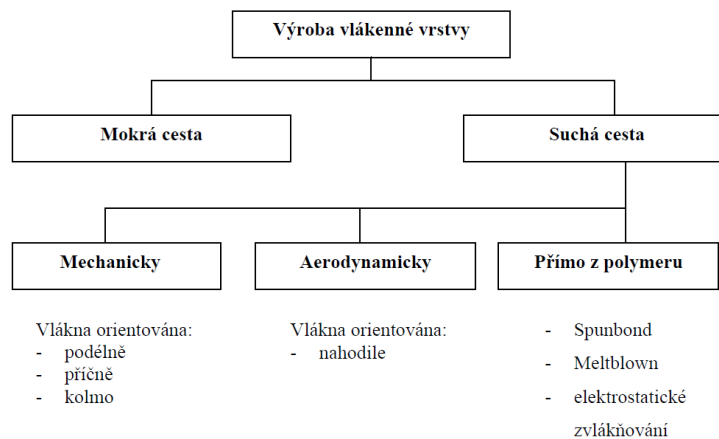 Výroba vlákenné vrstvy
Mokrá cesta
Suchá cesta
Mechanicky
Aerodynamicky
Přímo z polymeru
Vlákna orientována:
- podélně
- příčně
- kolmo
Vlákna orientována:
- nahodile
- Spunbond
- Meltblown
- elektrostatické
zvlákňování